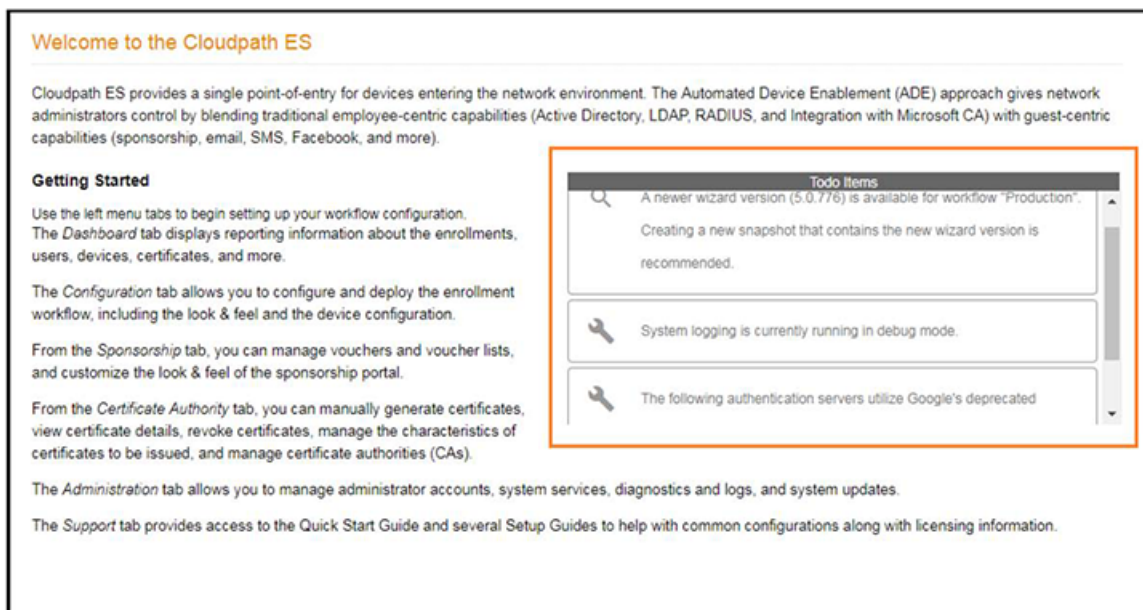 Welcome to the Cloudpath ES
Cloudpath ES provides a single point-of-entry for devices entering the network environment. The Automated Device Enablement (ADE) approach gives network
administrators control by blending traditional employee-centric capabilities (Active Directory, LDAP, RADIUS, and Integration with Microsoft CA) with guest-centric
capabilities (sponsorship, email, SMS, Facebook, and more).
Getting Started
Use the left menu tabs to begin setting up your workflow configuration.
The Dashboard tab displays reporting information about the enrollments,
users, devices, certificates, and more.
The Configuration tab allows you to configure and deploy the enrollment
workflow, including the look & feel and the device configuration.
From the Sponsorship tab, you can manage vouchers and voucher lists,
and customize the look & feel of the sponsorship portal.
From the Certificate Authority tab, you can manually generate certificates,
view certificate details, revoke certificates, manage the characteristics of
certificates to be issued, and manage certificate authorities (CAs).
The Administration tab allows you to manage administrator accounts, system services, diagnostics and logs, and system updates.
The Support tab provides access to the Quick Start Guide and several Setup Guides to help with common configurations along with licensing information.
Todo Items
A newer wizard version (5.0.776) is available for workflow "Production".
Creating a new snapshot that contains the new wizard version is
recommended.
System logging is currently running in debug mode.
The following authentication servers utilize Google's deprecated